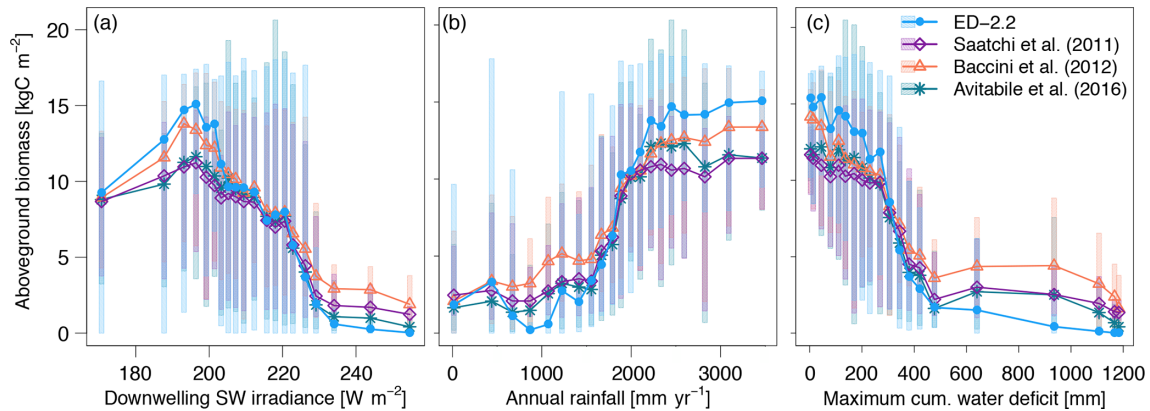 (a)
(b)
(c)
ED−2.2
Saatchi et al. (2011)
Baccini et al. (2012)
Avitabile et al. (2016)
Aboveground biomass [kgC m−2]
20
15
10
5
0
180 200 220 240
0 1000 2000 3000
0 200 400 600 800 1000 1200
Downwelling SW irradiance [W m−2]
Annual rainfall [mm yr−1]
Maximum cum. water deficit [mm]